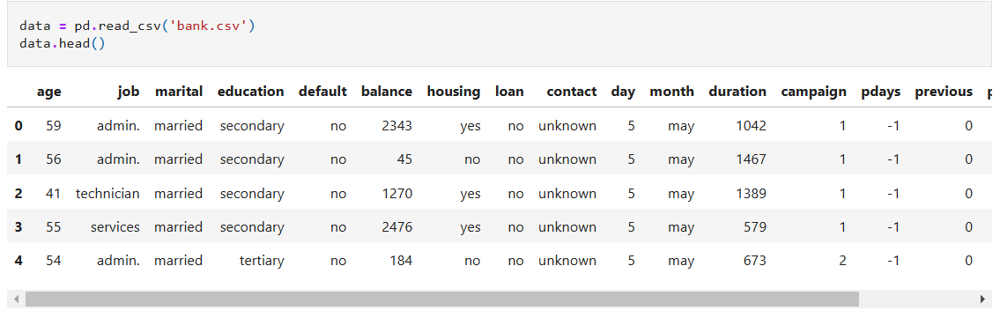 data = pd.read_csv('bank.csv')
data.head()
age job marital education default balance housing loan contact day month duration campaign pdays previous p
0 59 admin. married secondary no 2343 yes no unknown 5 may 1042 1 -1 0
1 56 admin. married secondary no 45 no no unknown 5 may 1467 1 -1 0
2 41 technician married secondary no 1270 yes no unknown 5 may 1389 1 -1 0
3 55 services married secondary no 2476 yes no unknown 5 may 579 1 -1 0
4 54 admin. married tertiary no 184 no no unknown 5 may 673 2 -1 0